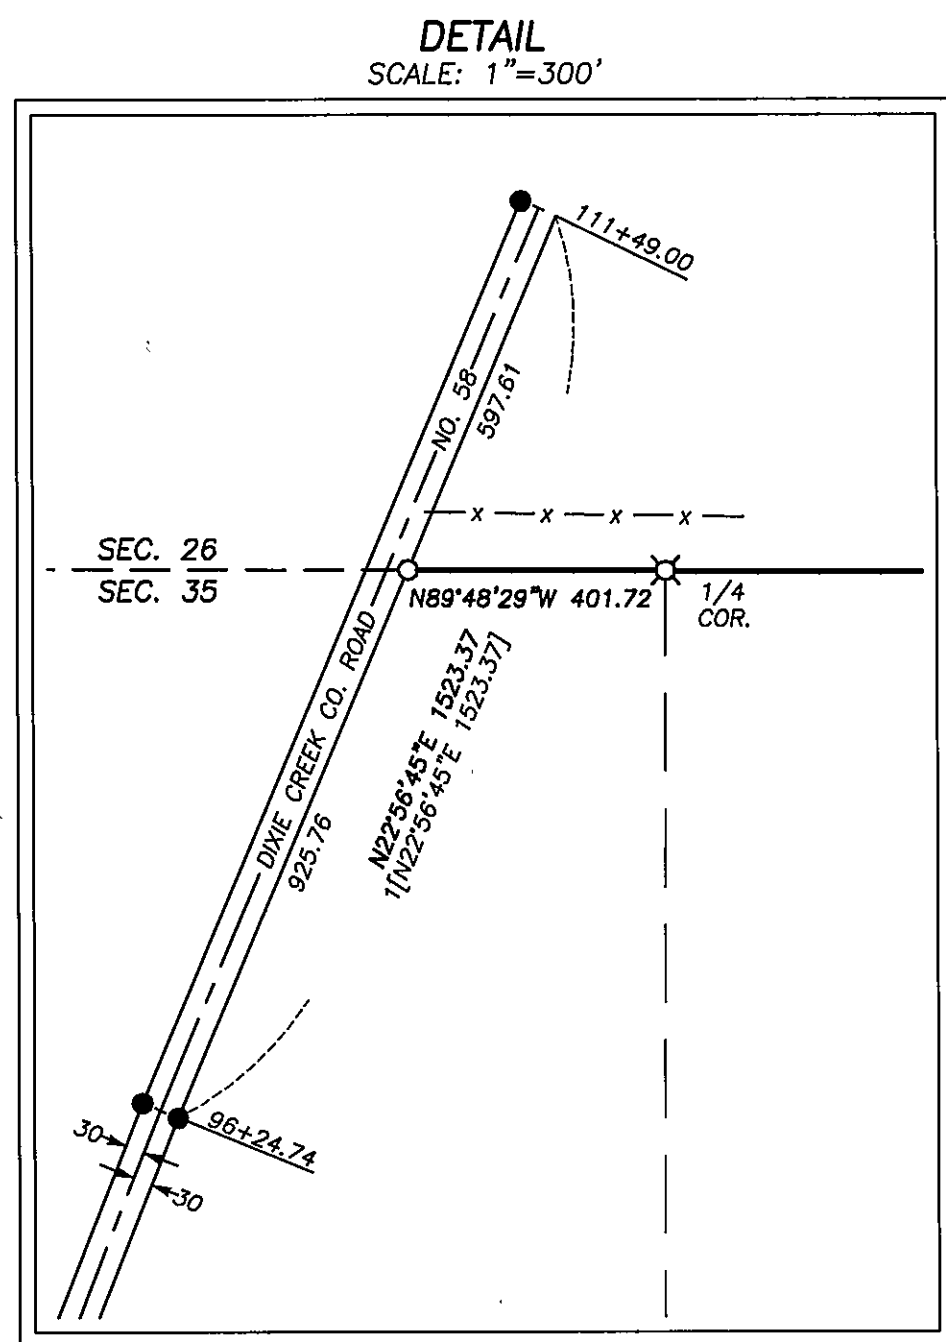 DETAIL
SCALE: 1"=300'
111+49.00
NO. 58
597.61
x x x x
SEC. 26
SEC. 35
N89°48'29"W 401.72
1/4
COR.
DIXIE CREEK CO. ROAD
925.76
N22°56'45"E 1523.37
1[N22°56'45"E 1523.37]
96+24.74
30
30